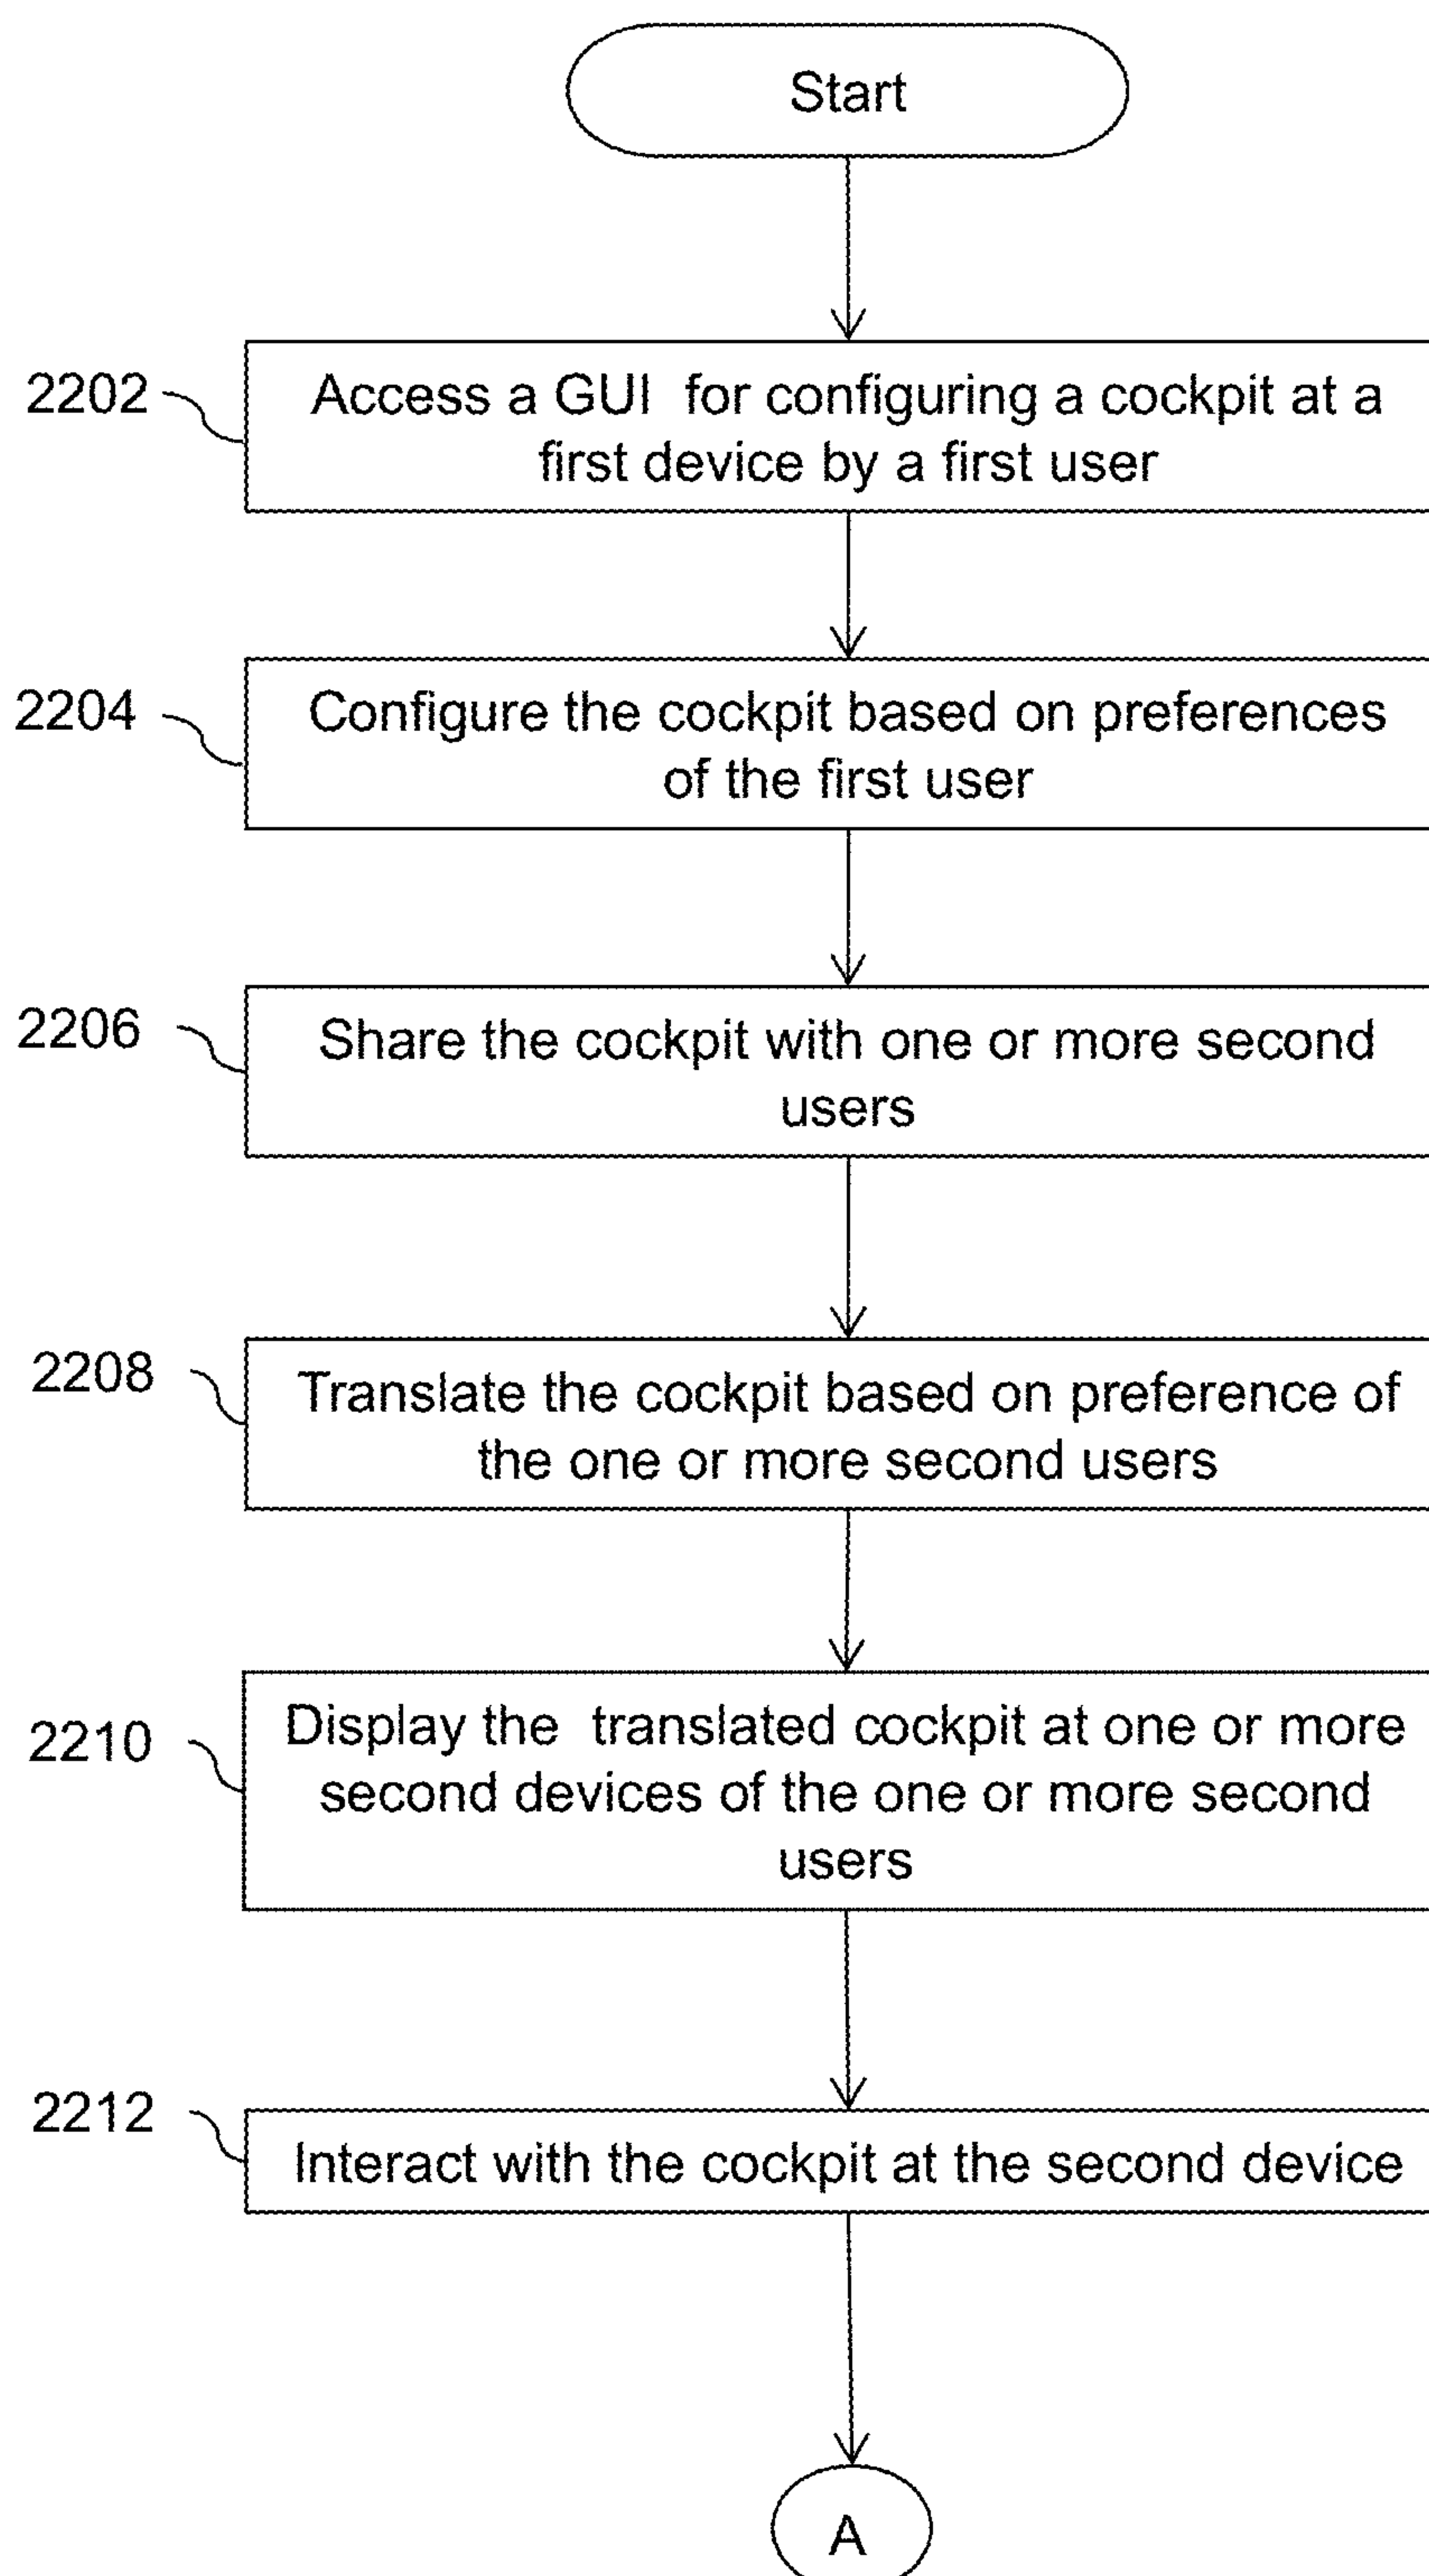 Start
2202
Access a GUI  for configuring a cockpit at a
first device by a first user
2204
Configure the cockpit based on preferences
of the first user
2206
Share the cockpit with one or more second
users
2208
Translate the cockpit based on preference of
the one or more second users
2210
Display the  translated cockpit at one or more
second devices of the one or more second
users
2212
Interact with the cockpit at the second device
A